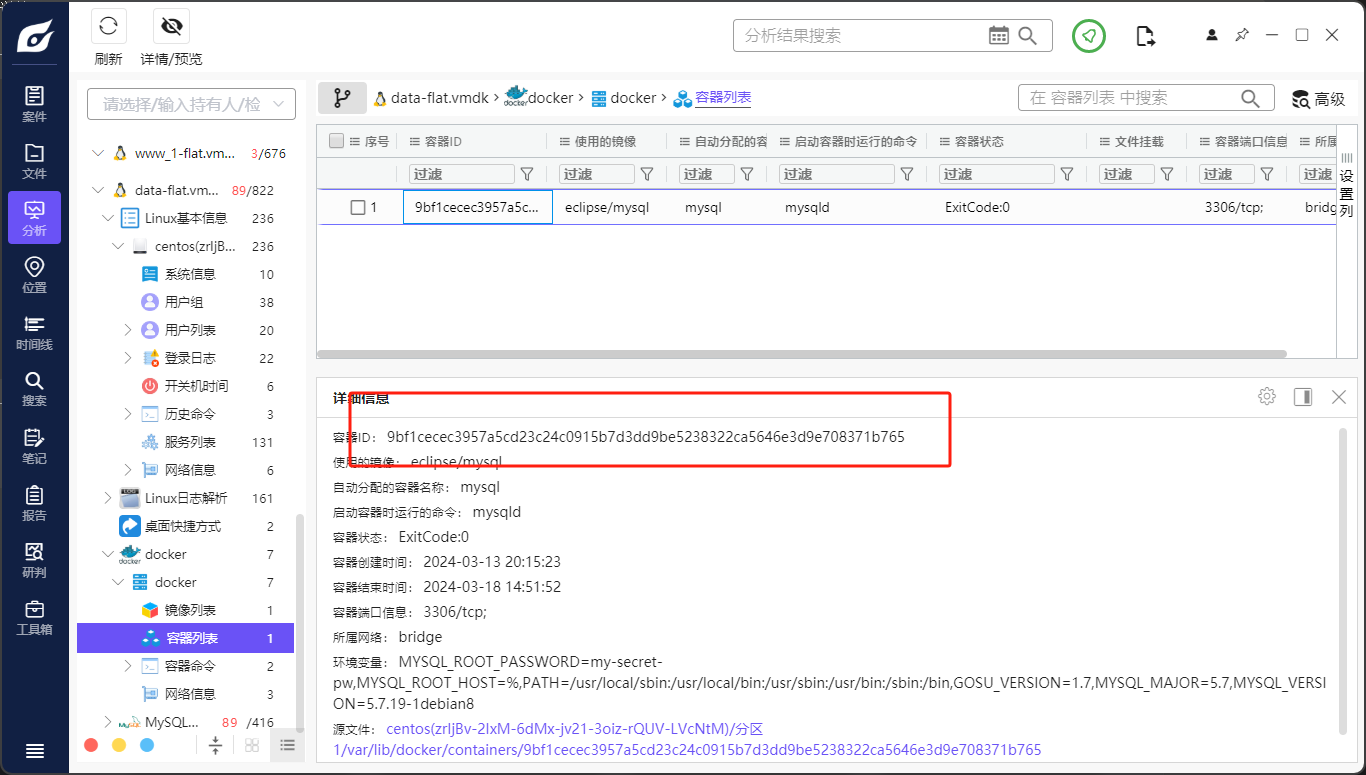 刷新
详情/预览
分析结果搜索
案件
文件
分析
位置
时间线
搜索
笔记
报告
研判
工具箱
请选择/输入持有人/检
www_1-flat.vm... 3/676
data-flat.vm... 89/822
Linux基本信息 236
centos(zrljB... 236
系统信息 10
用户组 38
用户列表 20
登录日志 22
开关机时间 6
历史命令 3
服务列表 131
网络信息 6
Linux日志解析 161
桌面快捷方式 2
docker 7
docker 7
镜像列表 1
容器列表 1
容器命令 2
网络信息 3
MySQL... 89 /416
data-flat.vmdk > docker > docker > 容器列表
在 容器列表 中搜索
高级
序号 容器ID 使用的镜像 自动分配的容 启动容器时运行的命令 容器状态 文件挂载 容器端口信息 所属
过滤 过滤 过滤 过滤 过滤 过滤 过滤 过滤
1 9bf1cecec3957a5c... eclipse/mysql mysql mysqld ExitCode:0 3306/tcp; bridg
设置列
详细信息
容器ID： 9bf1cecec3957a5cd23c24c0915b7d3dd9be5238322ca5646e3d9e708371b765
使用的镜像： eclipse/mysql
自动分配的容器名称： mysql
启动容器时运行的命令： mysqld
容器状态： ExitCode:0
容器创建时间： 2024-03-13 20:15:23
容器结束时间： 2024-03-18 14:51:52
容器端口信息： 3306/tcp;
所属网络： bridge
环境变量： MYSQL_ROOT_PASSWORD=my-secret-
pw,MYSQL_ROOT_HOST=%,PATH=/usr/local/sbin:/usr/local/bin:/usr/sbin:/usr/bin:/sbin:/bin,GOSU_VERSION=1.7,MYSQL_MAJOR=5.7,MYSQL_VERSI
ON=5.7.19-1debian8
源文件： centos(zrljBv-2IxM-6dMx-jv21-3oiz-rQUV-LVcNtM)/分区
1/var/lib/docker/containers/9bf1cecec3957a5cd23c24c0915b7d3dd9be5238322ca5646e3d9e708371b765